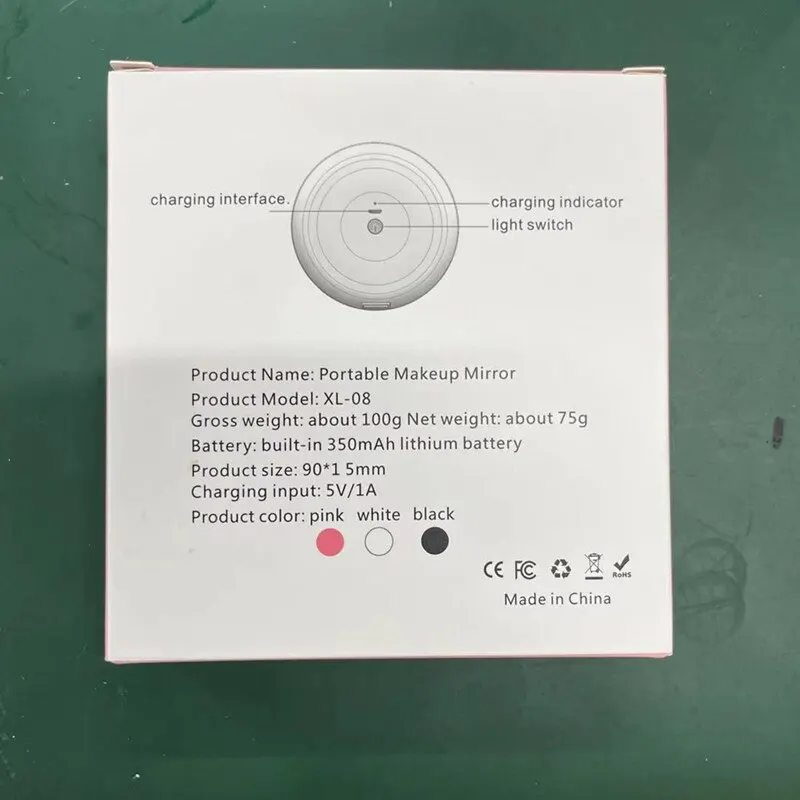 charging interface.
charging indicator
light switch
Product Name: Portable Makeup Mirror
Product Model: XL-08
Gross weight: about 100g Net weight: about 75g
Battery: built-in 350mAh lithium battery
Product size: 90*1 5mm
Charging input: 5V/1A
Product color: pink white black
CE FC RoHS
Made in China